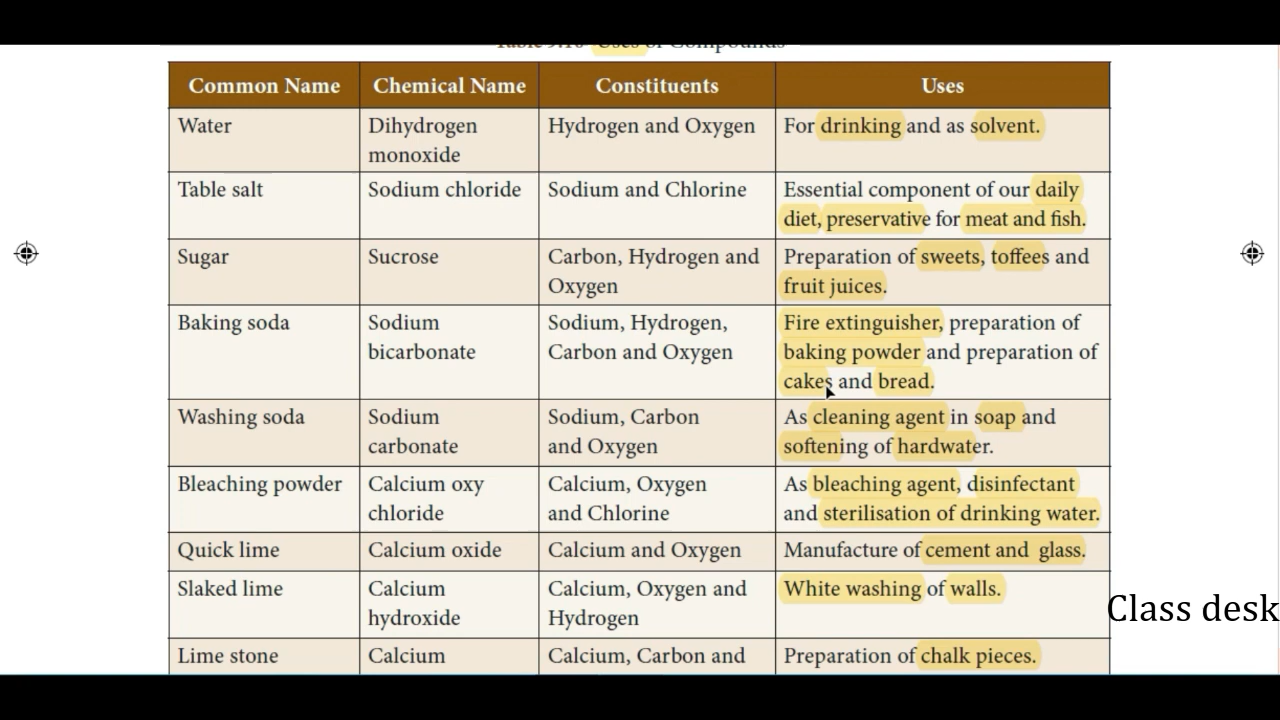 Table 9.10 Uses of Compounds
Common Name Chemical Name Constituents Uses
Water Dihydrogen Hydrogen and Oxygen For drinking and as solvent.
monoxide
Table salt Sodium chloride Sodium and Chlorine Essential component of our daily
diet, preservative for meat and fish.
Sugar Sucrose Carbon, Hydrogen and Preparation of sweets, toffees and
Oxygen fruit juices.
Baking soda Sodium Sodium, Hydrogen, Fire extinguisher, preparation of
bicarbonate Carbon and Oxygen baking powder and preparation of
cakes and bread.
Washing soda Sodium Sodium, Carbon As cleaning agent in soap and
carbonate and Oxygen softening of hardwater.
Bleaching powder Calcium oxy Calcium, Oxygen As bleaching agent, disinfectant
chloride and Chlorine and sterilisation of drinking water.
Quick lime Calcium oxide Calcium and Oxygen Manufacture of cement and glass.
Slaked lime Calcium Calcium, Oxygen and White washing of walls.
hydroxide Hydrogen
Class desk
Lime stone Calcium Calcium, Carbon and Preparation of chalk pieces.